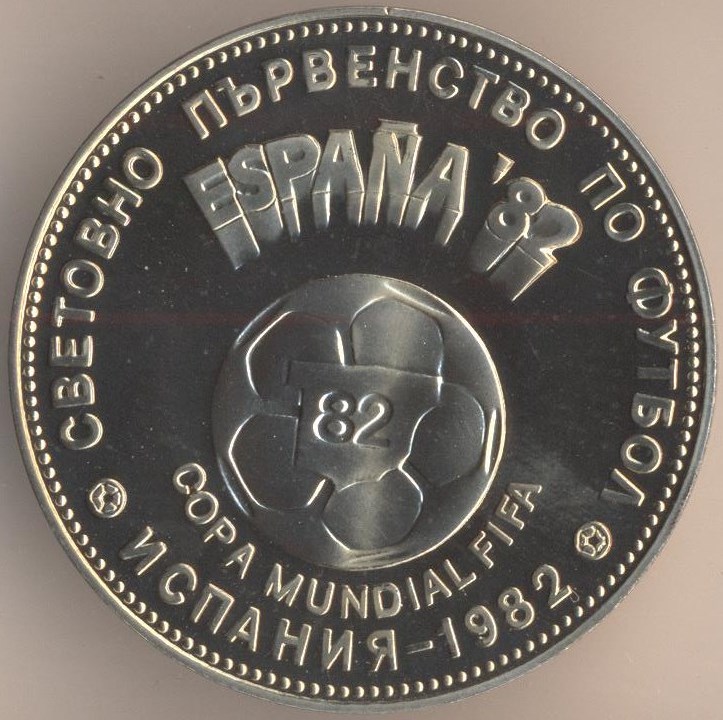 СВЕТОВНО ПЪРВЕНСТВО ПО ФУТБОЛ
ESPAÑA '82
82
COPA MUNDIAL FIFA
ИСПАНИЯ-1982